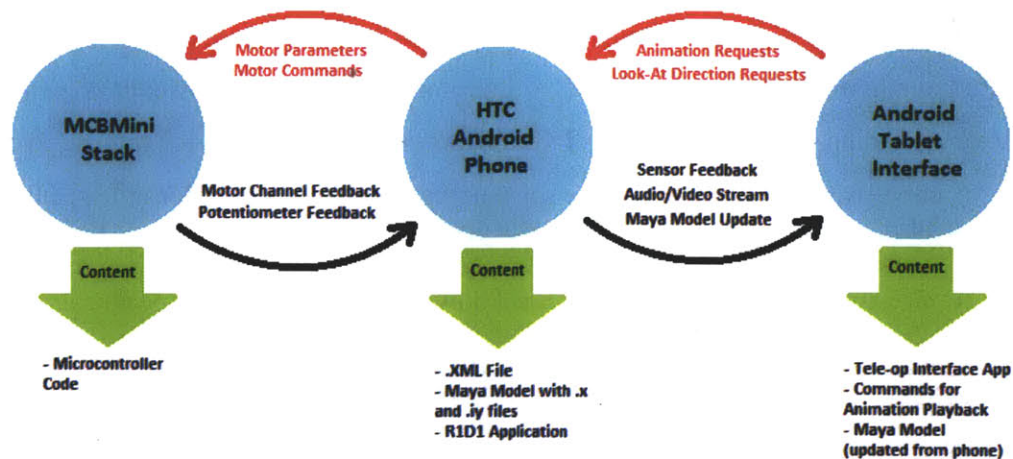 Motor Parameters
Motor Commands
Animation Requests
Look-At Direction Requests
MCBMini
Stack
HTC
Android
Phone
Android
Tablet
Interface
Motor Channel Feedback
Potentiometer Feedback
Sensor Feedback
Audio/Video Stream
Maya Model Update
Content
Content
Content
- Microcontroller
Code
- .XML File
- Maya Model with .x
and .iy files
- R1D1 Application
- Tele-op Interface App
- Commands for
Animation Playback
- Maya Model
(updated from phone)